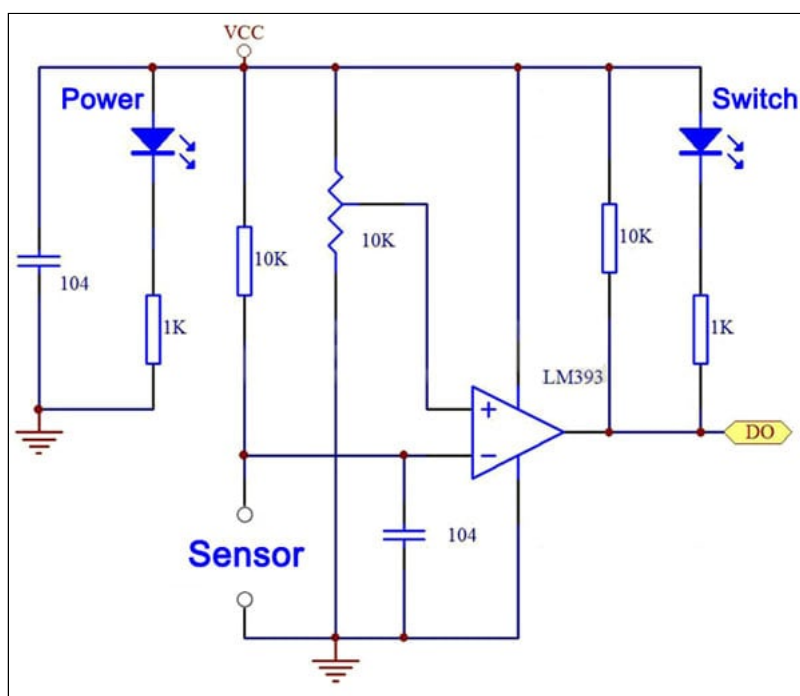 VCC
Power
Switch
10K
10K
10K
104
1K
1K
LM393
+
−
DO
104
Sensor